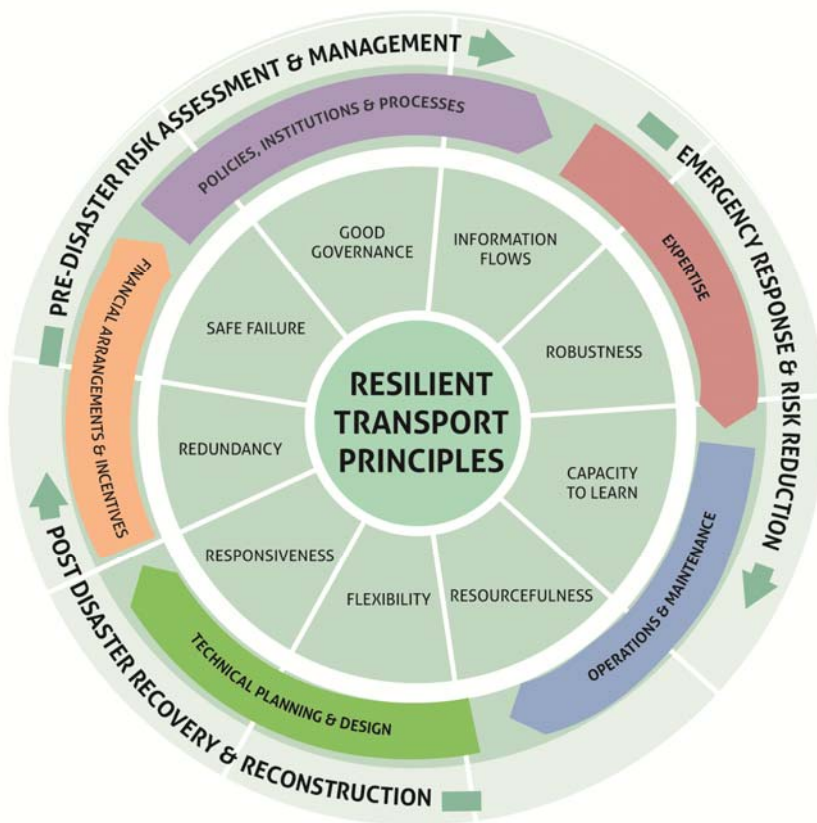 PRE-DISASTER RISK ASSESSMENT & MANAGEMENT
EMERGENCY RESPONSE & RISK REDUCTION
POST DISASTER RECOVERY & RECONSTRUCTION
POLICIES, INSTITUTIONS & PROCESSES
EXPERTISE
OPERATIONS & MAINTENANCE
TECHNICAL PLANNING & DESIGN
FINANCIAL ARRANGEMENTS & INCENTIVES
GOOD
GOVERNANCE
INFORMATION
FLOWS
ROBUSTNESS
CAPACITY
TO LEARN
RESOURCEFULNESS
FLEXIBILITY
RESPONSIVENESS
REDUNDANCY
SAFE FAILURE
RESILIENT
TRANSPORT
PRINCIPLES